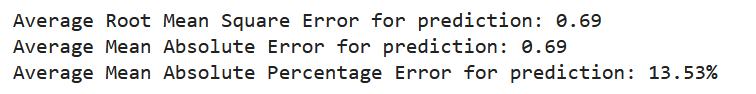 Average Root Mean Square Error for prediction: 0.69
Average Mean Absolute Error for prediction: 0.69
Average Mean Absolute Percentage Error for prediction: 13.53%